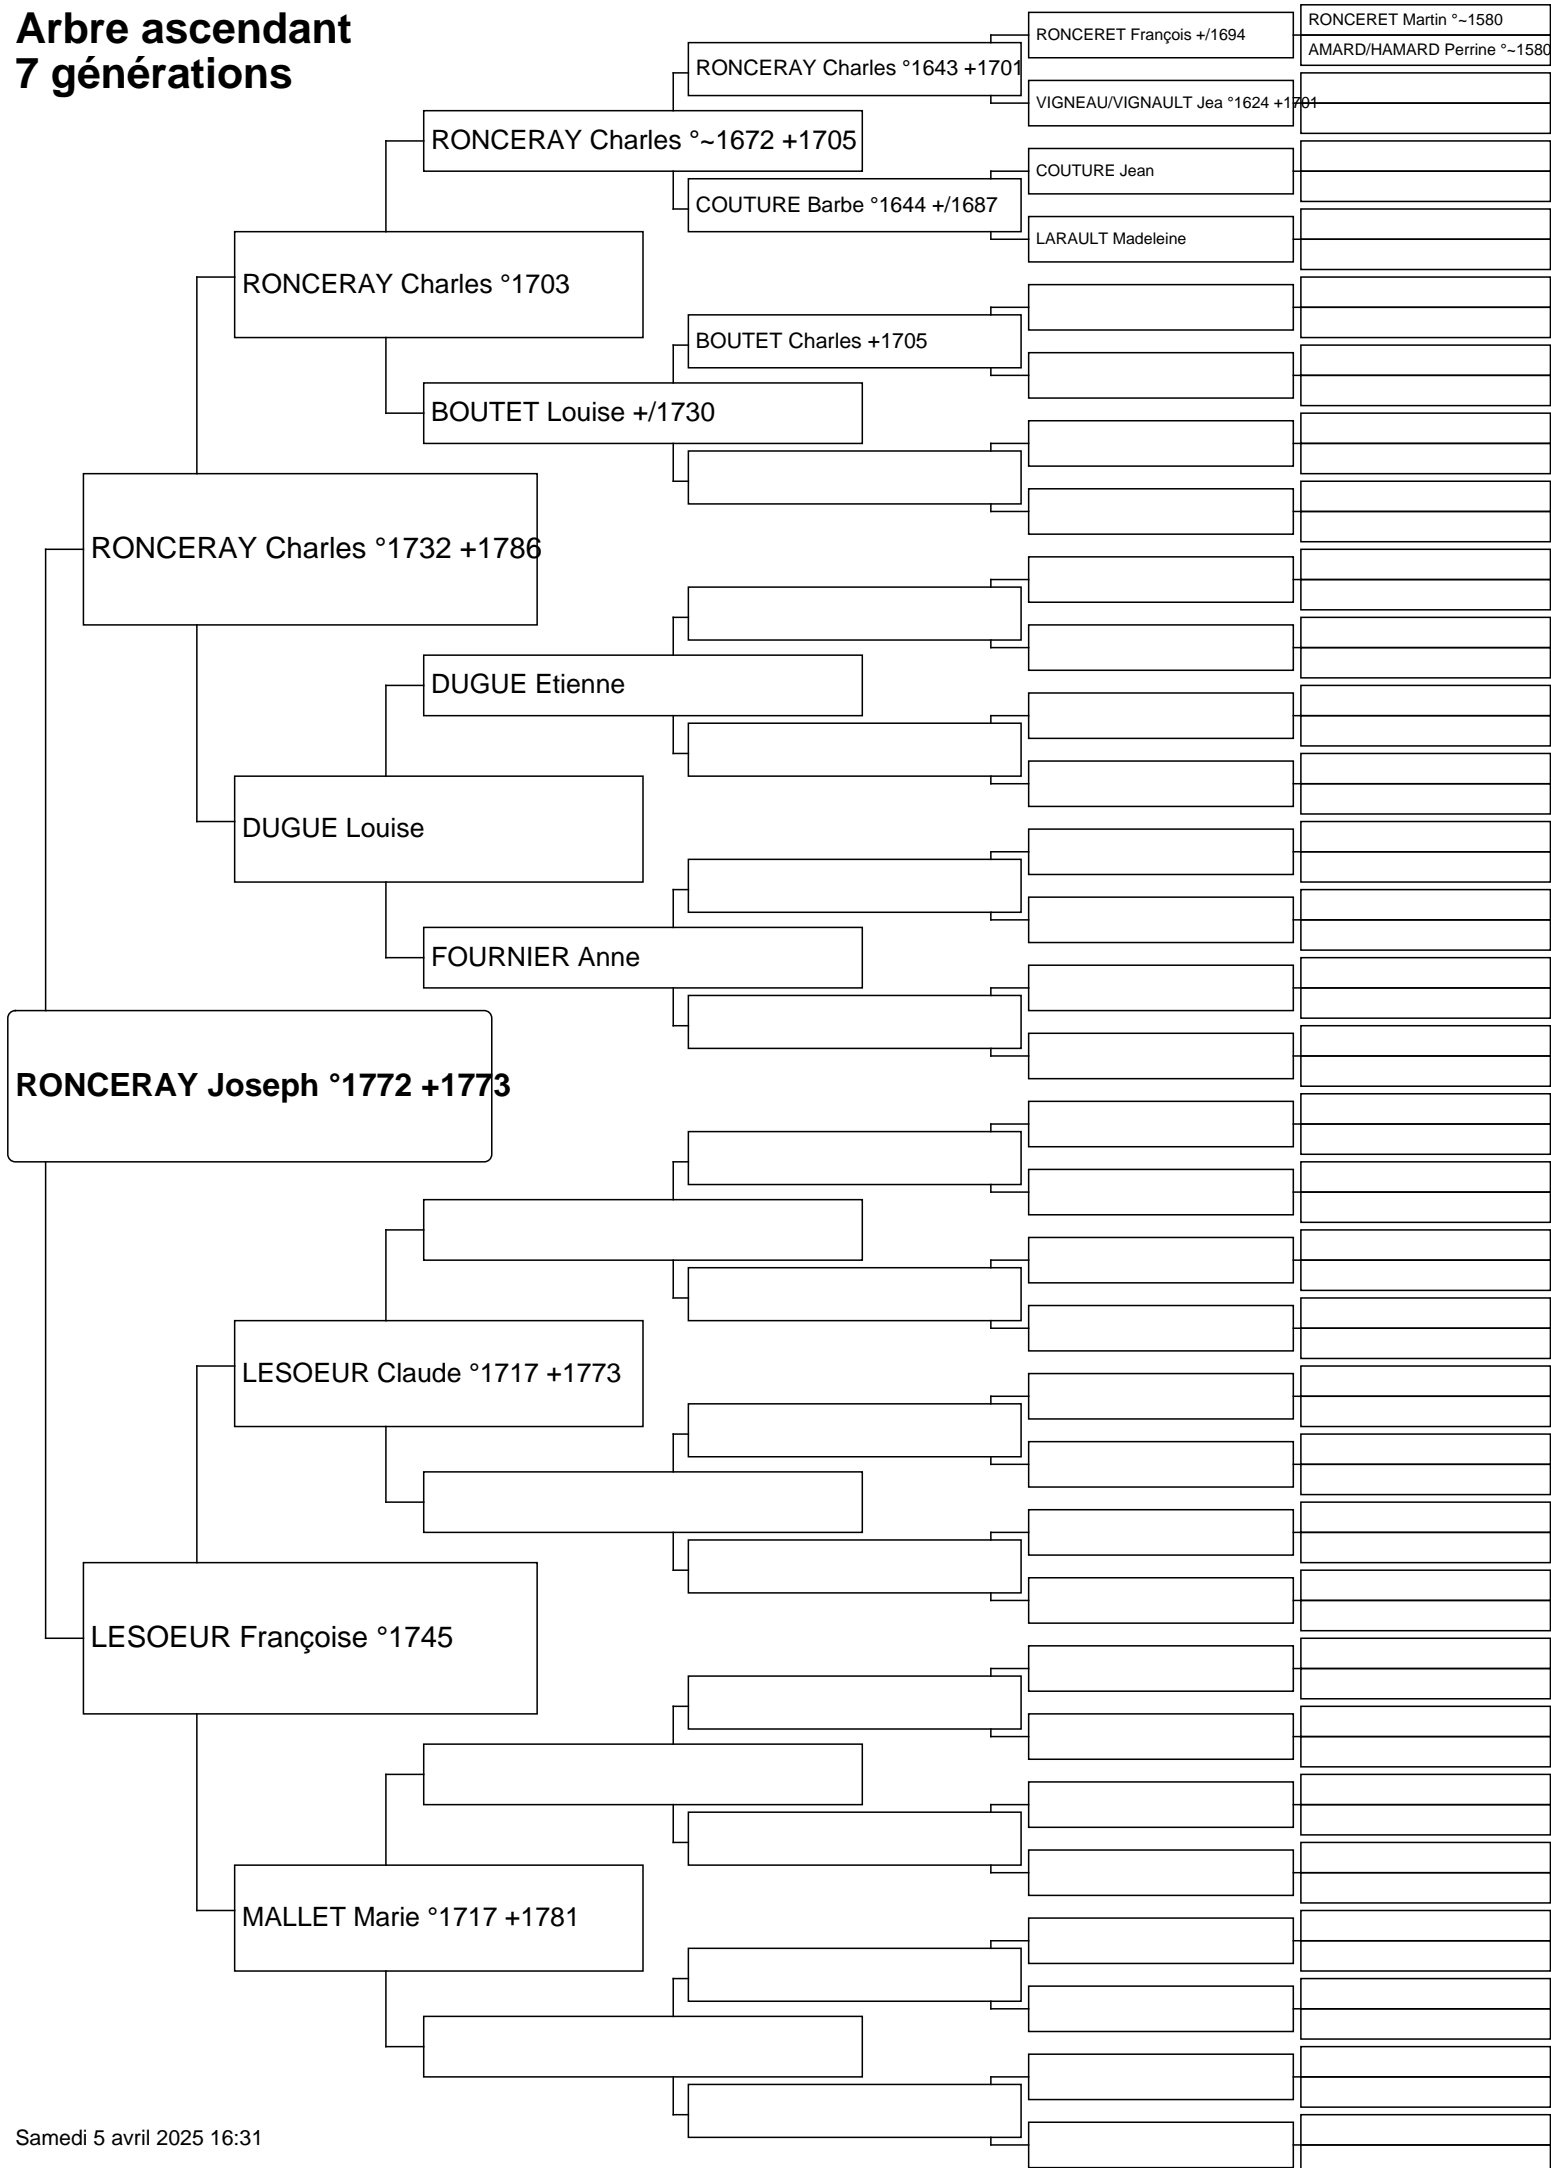 Arbre ascendant
7 générations
RONCERET Martin °~1580
RONCERET François +/1694
AMARD/HAMARD Perrine °~1580
RONCERAY Charles °1643 +1701
VIGNEAU/VIGNAULT Jea °1624 +1701
RONCERAY Charles °~1672 +1705
COUTURE Jean
COUTURE Barbe °1644 +/1687
LARAULT Madeleine
RONCERAY Charles °1703
BOUTET Charles +1705
BOUTET Louise +/1730
RONCERAY Charles °1732 +1786
DUGUE Etienne
DUGUE Louise
FOURNIER Anne
RONCERAY Joseph °1772 +1773
LESOEUR Claude °1717 +1773
LESOEUR Françoise °1745
MALLET Marie °1717 +1781
Samedi 5 avril 2025 16:31